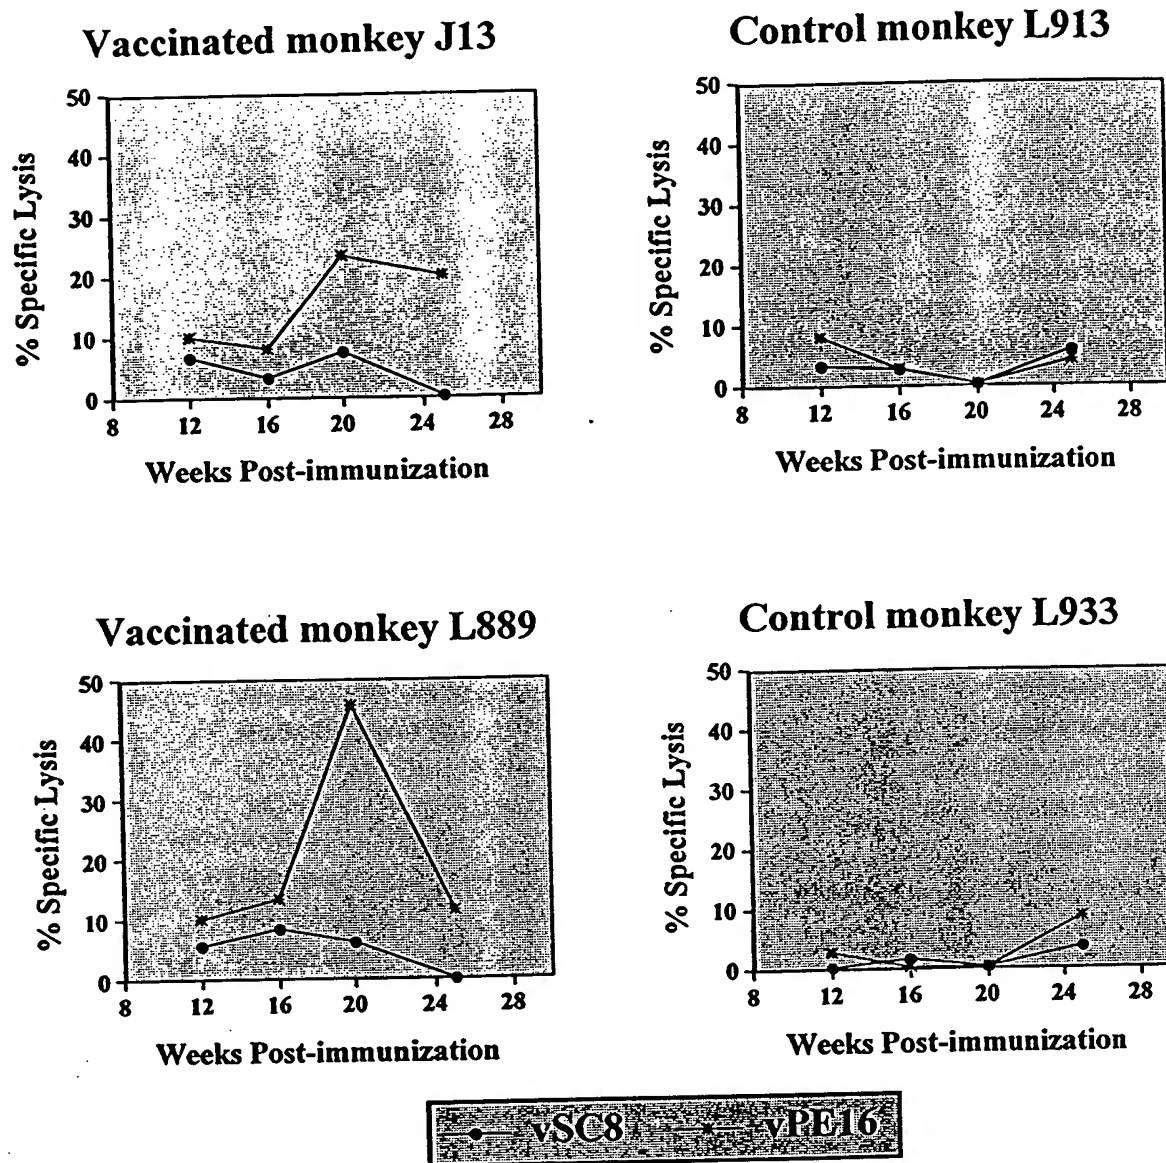 Vaccinated monkey J13
50
40
30
20
10
0
% Specific Lysis
8 12 16 20 24 28
Weeks Post-immunization
Control monkey L913
50
40
30
20
10
0
% Specific Lysis
8 12 16 20 24 28
Weeks Post-immunization
Vaccinated monkey L889
50
40
30
20
10
0
% Specific Lysis
8 12 16 20 24 28
Weeks Post-immunization
Control monkey L933
50
40
30
20
10
0
% Specific Lysis
8 12 16 20 24 28
Weeks Post-immunization
vSC8 vPE16